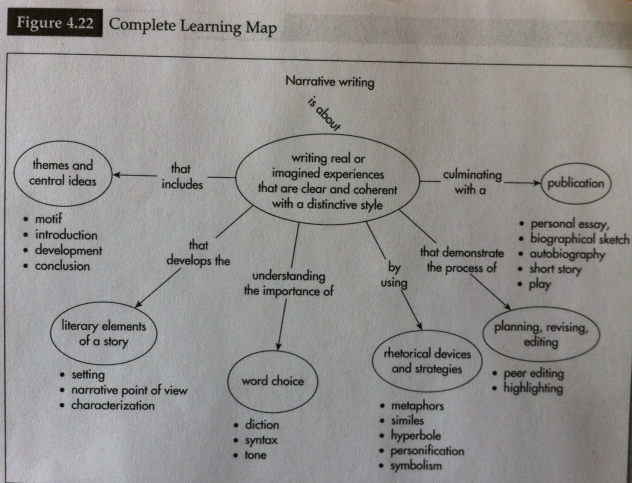 Figure 4.22 Complete Learning Map
Narrative writing
is about
writing real or
imagined experiences
that are clear and coherent
with a distinctive style
that
includes
themes and
central ideas
• motif
• introduction
• development
• conclusion
that
develops the
literary elements
of a story
• setting
• narrative point of view
• characterization
understanding
the importance of
word choice
• diction
• syntax
• tone
by
using
rhetorical devices
and strategies
• metaphors
• similes
• hyperbole
• personification
• symbolism
that demonstrate
the process of
planning, revising,
editing
• peer editing
• highlighting
culminating
with a
publication
• personal essay,
• biographical sketch
• autobiography
• short story
• play